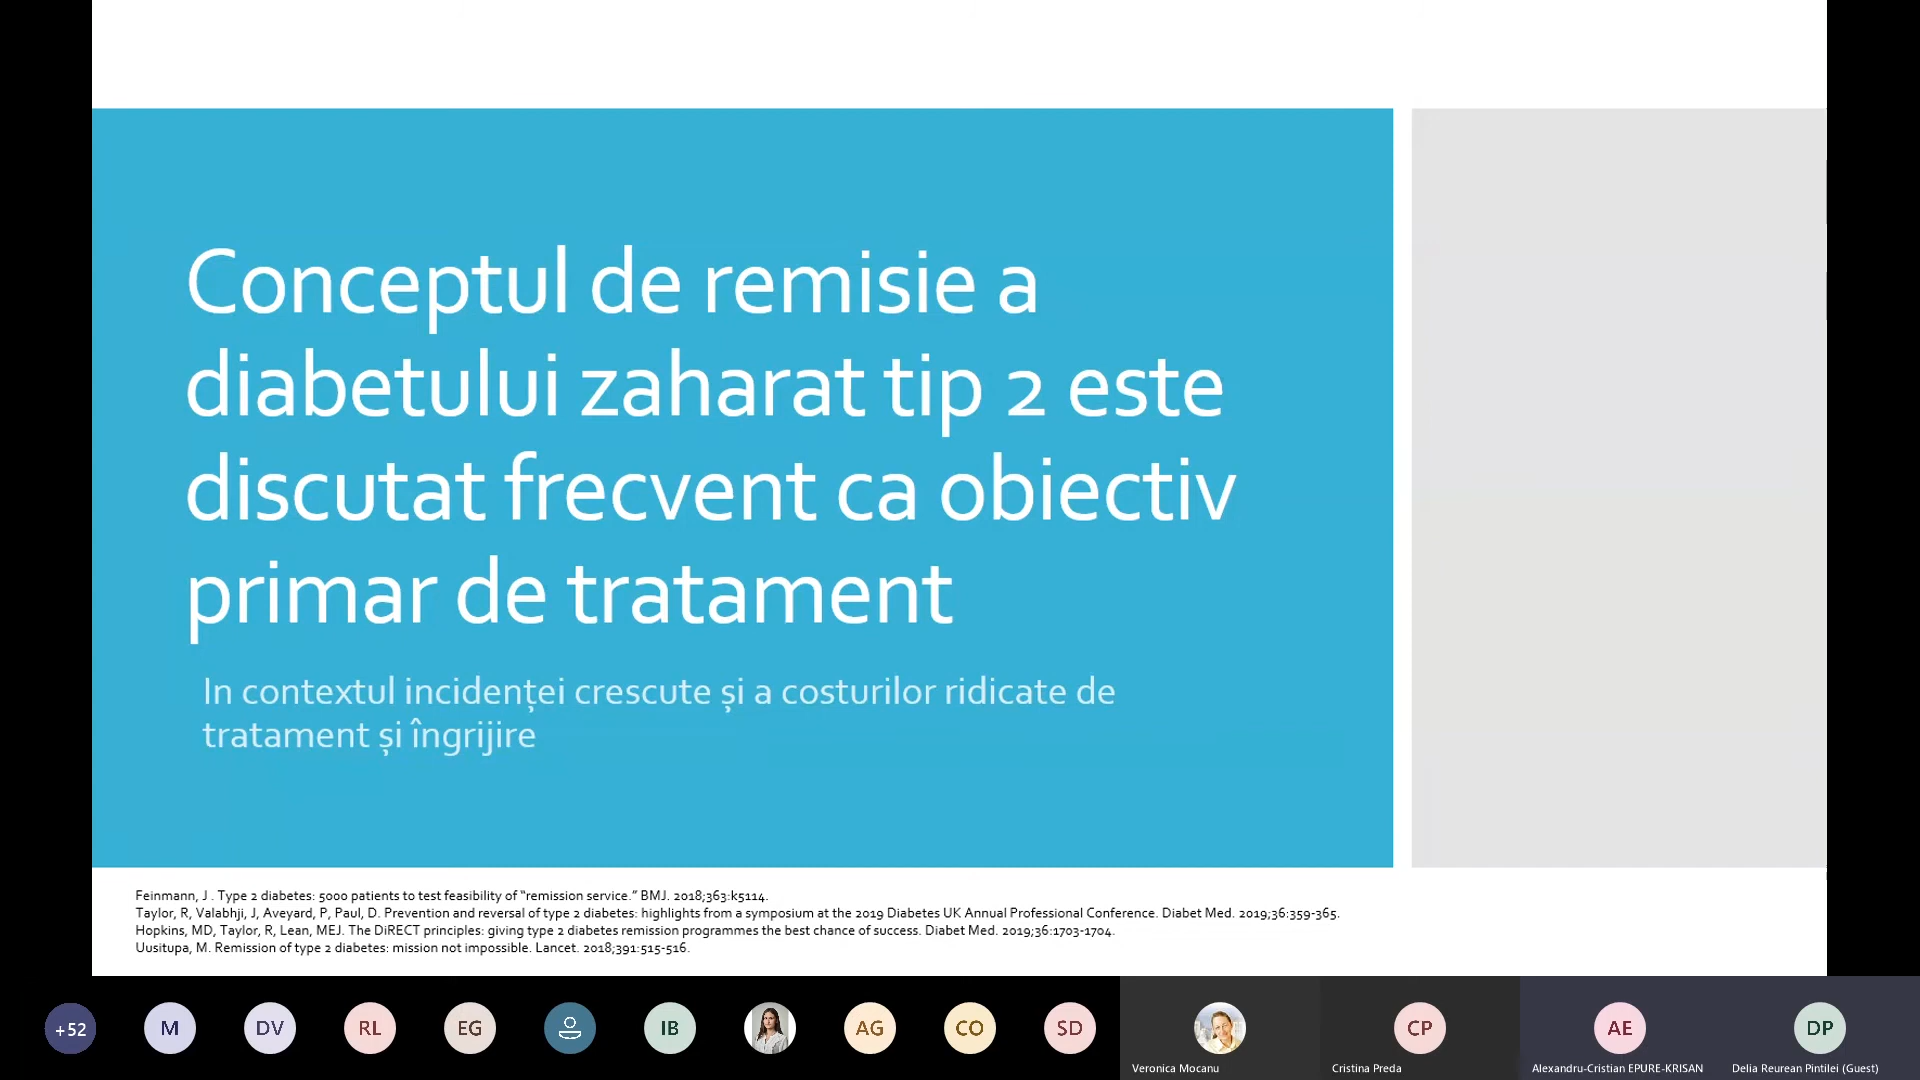 Conceptul de remisie a
diabetului zaharat tip 2 este
discutat frecvent ca obiectiv
primar de tratament
In contextul incidenței crescute și a costurilor ridicate de
tratament și îngrijire
Feinmann, J . Type 2 diabetes: 5000 patients to test feasibility of “remission service.” BMJ. 2018;363:k5114.
Taylor, R, Valabhji, J, Aveyard, P, Paul, D. Prevention and reversal of type 2 diabetes: highlights from a symposium at the 2019 Diabetes UK Annual Professional Conference. Diabet Med. 2019;36:359-365.
Hopkins, MD, Taylor, R, Lean, MEJ. The DiRECT principles: giving type 2 diabetes remission programmes the best chance of success. Diabet Med. 2019;36:1703-1704.
Uusitupa, M. Remission of type 2 diabetes: mission not impossible. Lancet. 2018;391:515-516.
+52 M DV RL EG IB AG CO SD CP AE DP
Veronica Mocanu Cristina Preda Alexandru-Cristian EPURE-KRISAN Delia Reurean Pintilei (Guest)